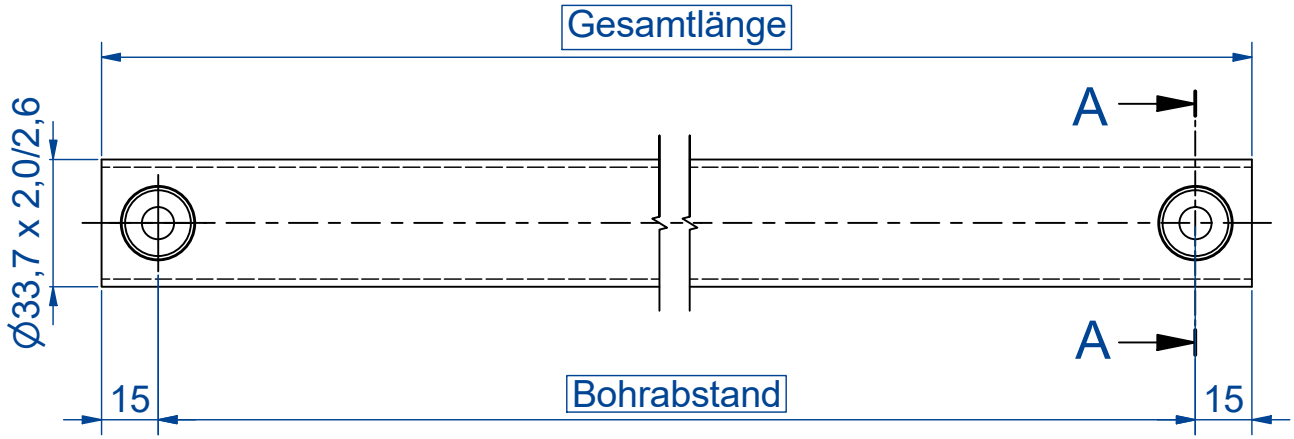 Gesamtlänge
A
Ø33,7 x 2,0/2,6
A
15
Bohrabstand
15